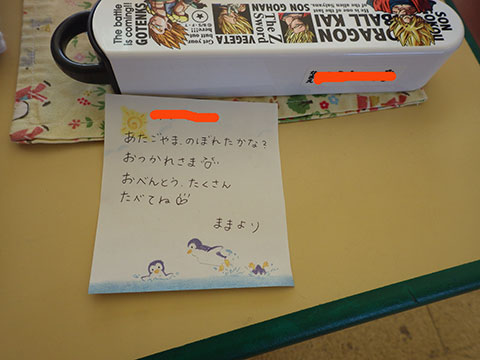 The battle
is coming!!
GOTENKS
VEGETA
The Z
Sword
SON GOHAN
DRAGON
BALL KAI
SON
GOKOU
あたごやま、のぼれたかな?
おつかれさま
おべんとう、たくさん
たべてね
ままより